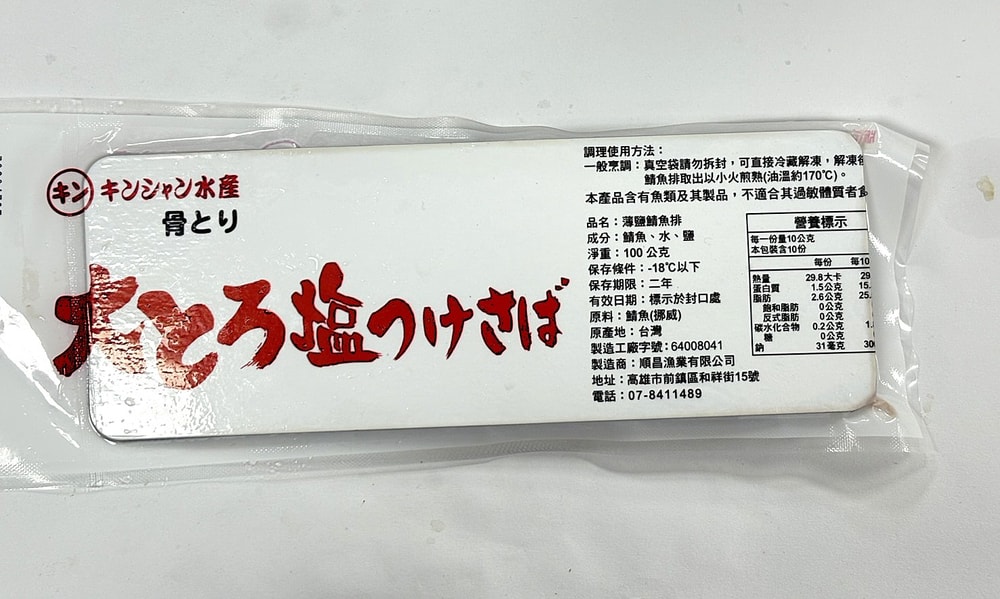 キン キンシャン水産
骨とり
大とろ塩つけさば
調理使用方法：
一般烹調：真空袋請勿拆封，可直接冷藏解凍，解凍後
鯖魚排取出以小火煎熟(油溫約170℃)。
本產品含有魚類及其製品，不適合其過敏體質者食
品名：薄鹽鯖魚排
成分：鯖魚、水、鹽
淨重：100 公克
保存條件：-18℃以下
保存期限：二年
有效日期：標示於封口處
原料：鯖魚(挪威)
原產地：台灣
製造工廠字號：64008041
製造商：順昌漁業有限公司
地址：高雄市前鎮區和祥街15號
電話：07-8411489
營養標示
每一份量10公克
本包裝含10份
每份 每10
熱量 29.8大卡 29
蛋白質 1.5公克 15.
脂肪 2.6公克 25.
飽和脂肪 0公克
反式脂肪 0公克
碳水化合物 0.2公克 1.
糖 0公克
鈉 31毫克 30